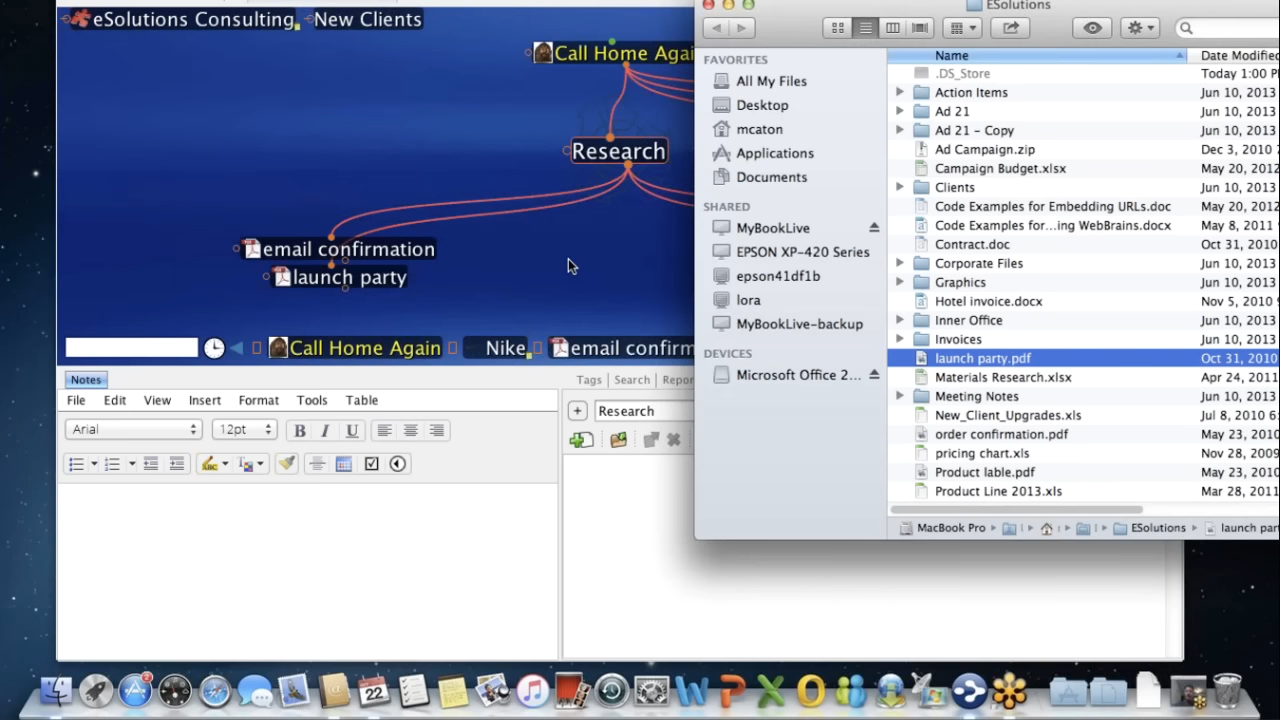 eSolutions Consulting
New Clients
Call Home Agai
Research
email confirmation
launch party
Call Home Again
Nike
email confirm
Notes
Tags
Search
Repor
File
Edit
View
Insert
Format
Tools
Table
Arial
12pt
B
I
U
ABC
+
Research
ESolutions
FAVORITES
All My Files
Desktop
mcaton
Applications
Documents
SHARED
MyBookLive
EPSON XP-420 Series
epson41df1b
lora
MyBookLive-backup
DEVICES
Microsoft Office 2...
Name
Date Modified
.DS_Store
Today 1:00 P
Action Items
Jun 10, 2013
Ad 21
Jun 10, 2013
Ad 21 - Copy
Jun 10, 2013
Ad Campaign.zip
Dec 3, 2010
Campaign Budget.xlsx
May 20, 2012
Clients
Jun 10, 2013
Code Examples for Embedding URLs.doc
May 20, 2012
Code Examples for...ing WebBrains.docx
May 8, 2011
Contract.doc
Oct 31, 2010
Corporate Files
Jun 10, 2013
Graphics
Jun 10, 2013
Hotel invoice.docx
Nov 5, 2010
Inner Office
Jun 10, 2013
Invoices
Jun 10, 2013
launch party.pdf
Oct 31, 2010
Materials Research.xlsx
Apr 24, 2011
Meeting Notes
Jun 10, 2013
New_Client_Upgrades.xls
Jul 8, 2010 6
order confirmation.pdf
May 23, 2010
pricing chart.xls
Nov 28, 2009
Product lable.pdf
May 23, 2010
Product Line 2013.xls
Mar 28, 2011
MacBook Pro
ESolutions
launch par
2
22